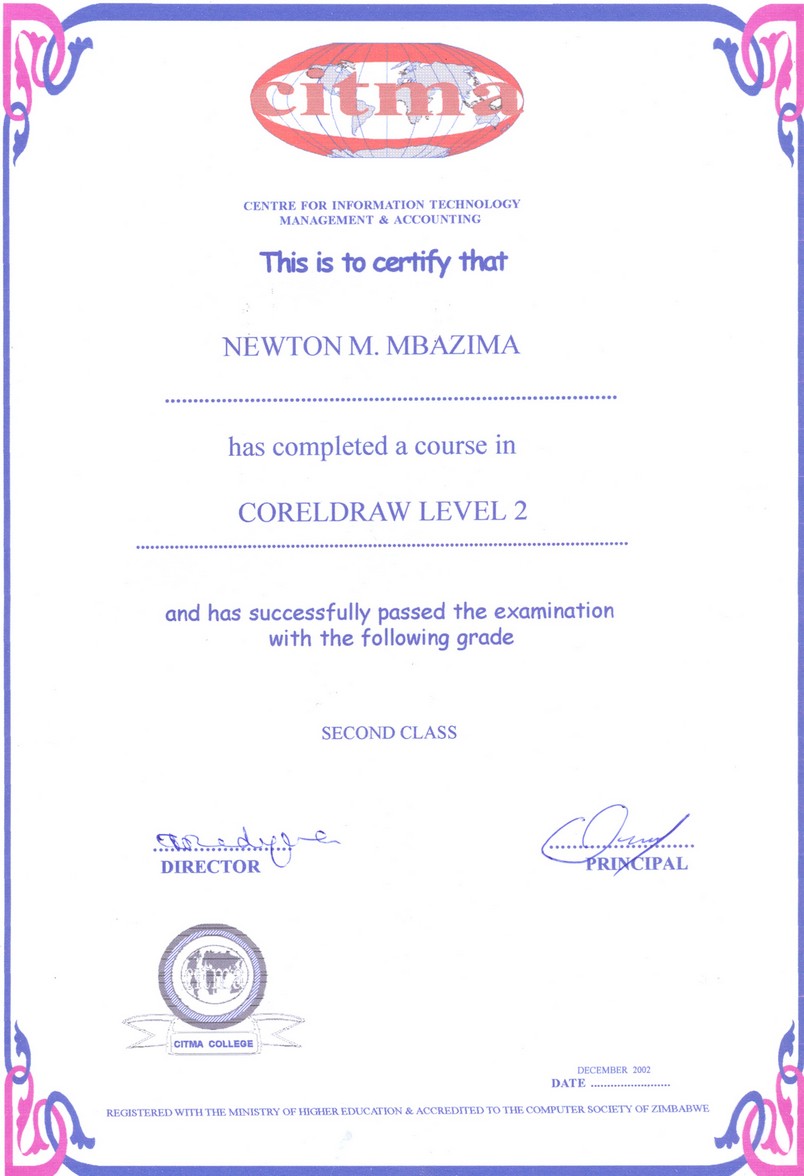 citma
CENTRE FOR INFORMATION TECHNOLOGY
MANAGEMENT & ACCOUNTING
This is to certify that
NEWTON M. MBAZIMA
has completed a course in
CORELDRAW LEVEL 2
and has successfully passed the examination
with the following grade
SECOND CLASS
DIRECTOR
PRINCIPAL
citma
CITMA COLLEGE
DECEMBER 2002
DATE ........................
REGISTERED WITH THE MINISTRY OF HIGHER EDUCATION & ACCREDITED TO THE COMPUTER SOCIETY OF ZIMBABWE